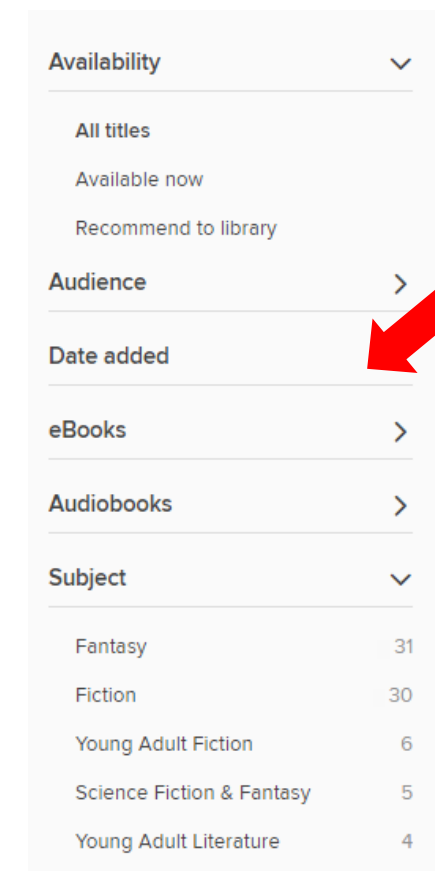 Availability
All titles
Available now
Recommend to library
Audience
Date added
eBooks
Audiobooks
Subject
Fantasy 31
Fiction 30
Young Adult Fiction 6
Science Fiction & Fantasy 5
Young Adult Literature 4